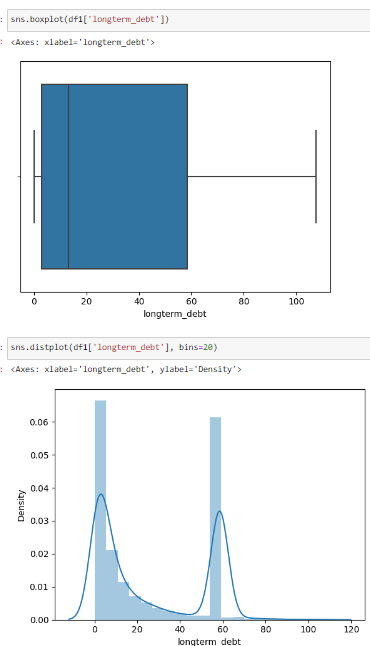 : sns.boxplot(df1['longterm_debt'])
: <Axes: xlabel='longterm_debt'>
0 20 40 60 80 100
longterm_debt
: sns.distplot(df1['longterm_debt'], bins=20)
: <Axes: xlabel='longterm_debt', ylabel='Density'>
0.06
0.05
0.04
Density
0.03
0.02
0.01
0.00
0 20 40 60 80 100 120
longterm_debt